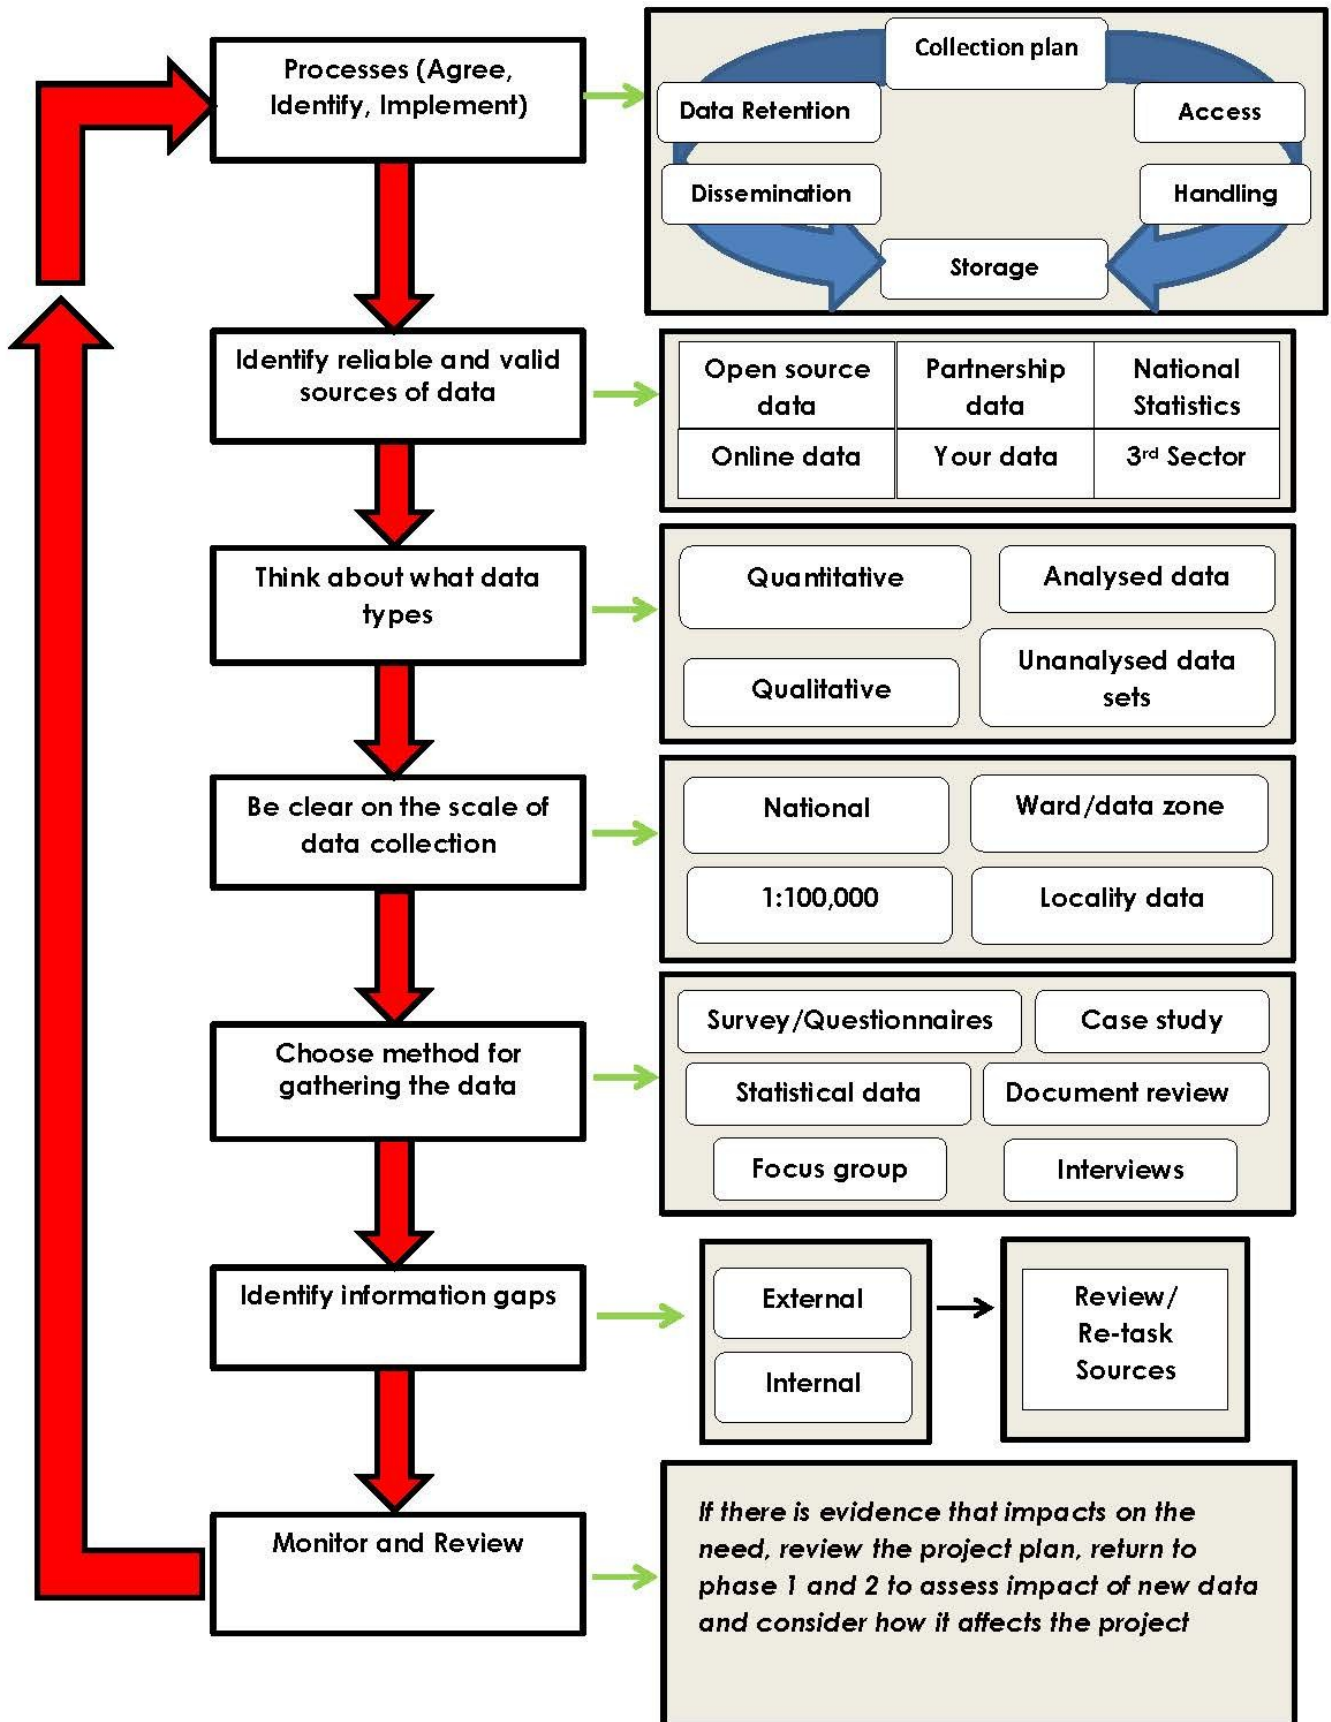 Processes (Agree,
Identify, Implement)
Collection plan
Data Retention
Access
Dissemination
Handling
Storage
Identify reliable and valid
sources of data
Open source
data
Partnership
data
National
Statistics
Online data
Your data
3rd Sector
Think about what data
types
Quantitative
Analysed data
Qualitative
Unanalysed data
sets
Be clear on the scale of
data collection
National
Ward/data zone
1:100,000
Locality data
Choose method for
gathering the data
Survey/Questionnaires
Case study
Statistical data
Document review
Focus group
Interviews
Identify information gaps
External
Internal
Review/
Re-task
Sources
Monitor and Review
If there is evidence that impacts on the
need, review the project plan, return to
phase 1 and 2 to assess impact of new data
and consider how it affects the project